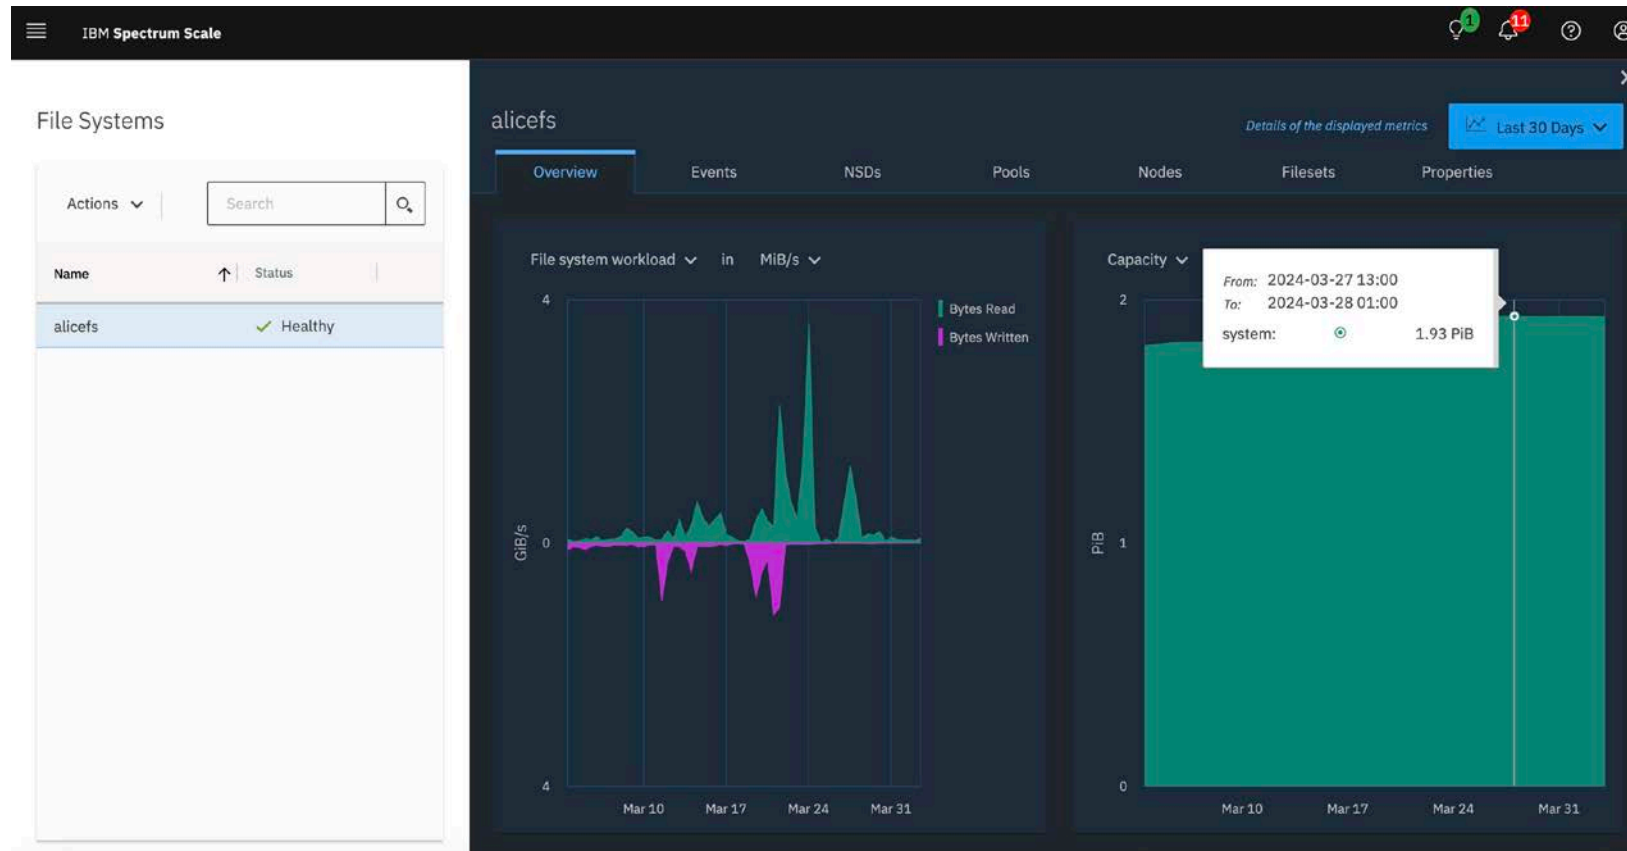 IBM Spectrum Scale
1
11
File Systems
alicefs
Details of the displayed metrics
Last 30 Days
Overview
Events
NSDs
Pools
Nodes
Filesets
Properties
Actions
Search
Name
Status
alicefs
Healthy
File system workload
in
MiB/s
4
GiB/s
0
4
Mar 10
Mar 17
Mar 24
Mar 31
Bytes Read
Bytes Written
Capacity
From: 2024-03-27 13:00
To: 2024-03-28 01:00
system: 1.93 PiB
2
PiB
1
0
Mar 10
Mar 17
Mar 24
Mar 31